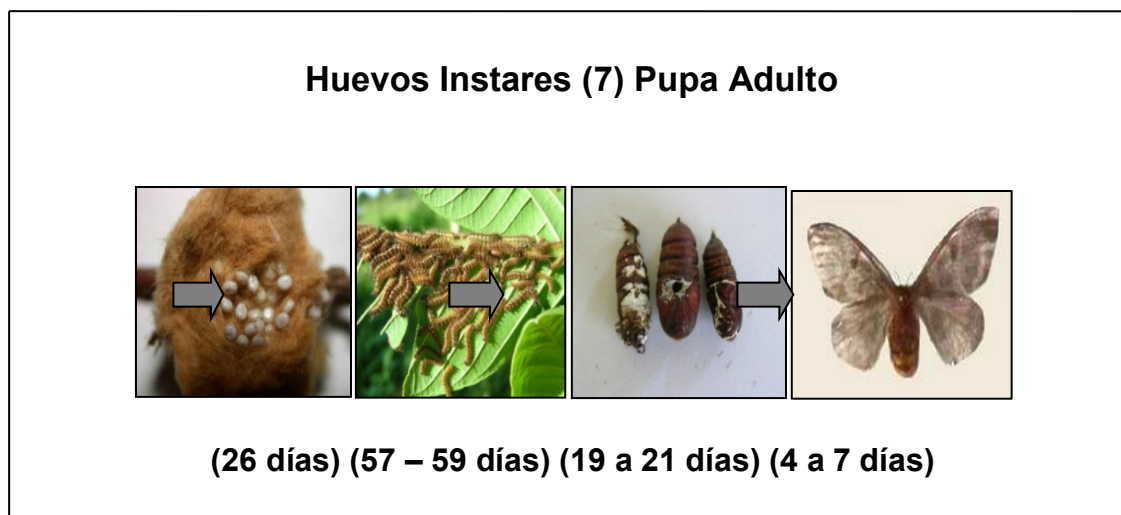 Huevos Instares (7) Pupa Adulto
(26 días) (57 – 59 días) (19 a 21 días) (4 a 7 días)